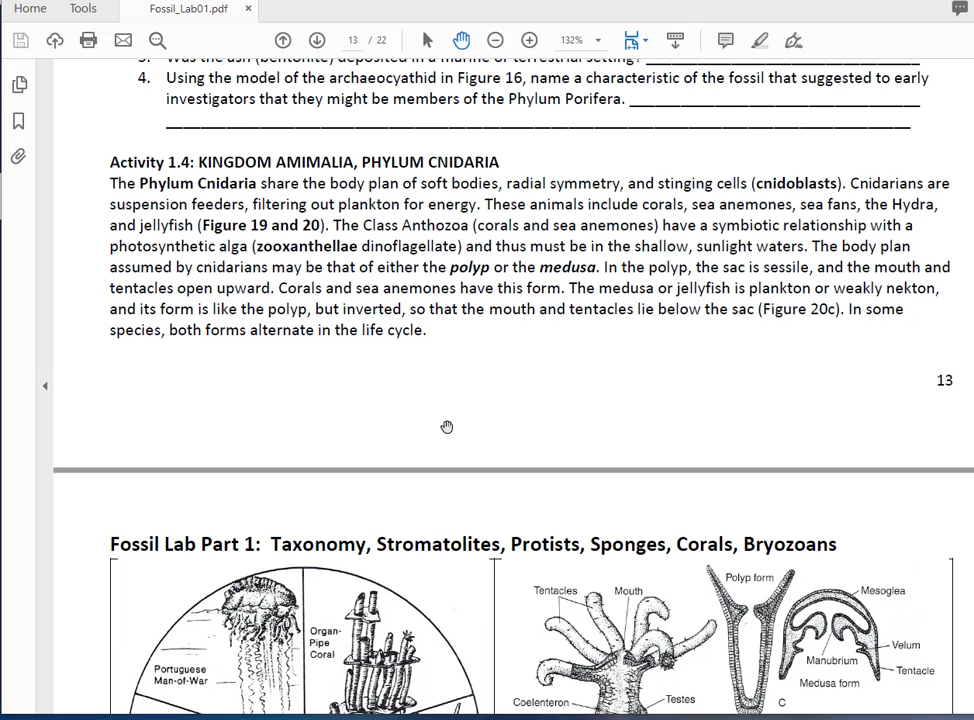 Home Tools Fossil_Lab01.pdf ×
13 / 22 132%
3. Was the ash (bentonite) deposited in a marine or terrestrial setting?
4. Using the model of the archaeocyathid in Figure 16, name a characteristic of the fossil that suggested to early
investigators that they might be members of the Phylum Porifera.
Activity 1.4: KINGDOM AMIMALIA, PHYLUM CNIDARIA
The Phylum Cnidaria share the body plan of soft bodies, radial symmetry, and stinging cells (cnidoblasts). Cnidarians are
suspension feeders, filtering out plankton for energy. These animals include corals, sea anemones, sea fans, the Hydra,
and jellyfish (Figure 19 and 20). The Class Anthozoa (corals and sea anemones) have a symbiotic relationship with a
photosynthetic alga (zooxanthellae dinoflagellate) and thus must be in the shallow, sunlight waters. The body plan
assumed by cnidarians may be that of either the polyp or the medusa. In the polyp, the sac is sessile, and the mouth and
tentacles open upward. Corals and sea anemones have this form. The medusa or jellyfish is plankton or weakly nekton,
and its form is like the polyp, but inverted, so that the mouth and tentacles lie below the sac (Figure 20c). In some
species, both forms alternate in the life cycle.
13
Fossil Lab Part 1: Taxonomy, Stromatolites, Protists, Sponges, Corals, Bryozoans
Portuguese
Man-of-War
Organ-
Pipe
Coral
Tentacles
Mouth
Coelenteron
Testes
Polyp form
Mesoglea
Velum
Manubrium
Tentacle
Medusa form
C